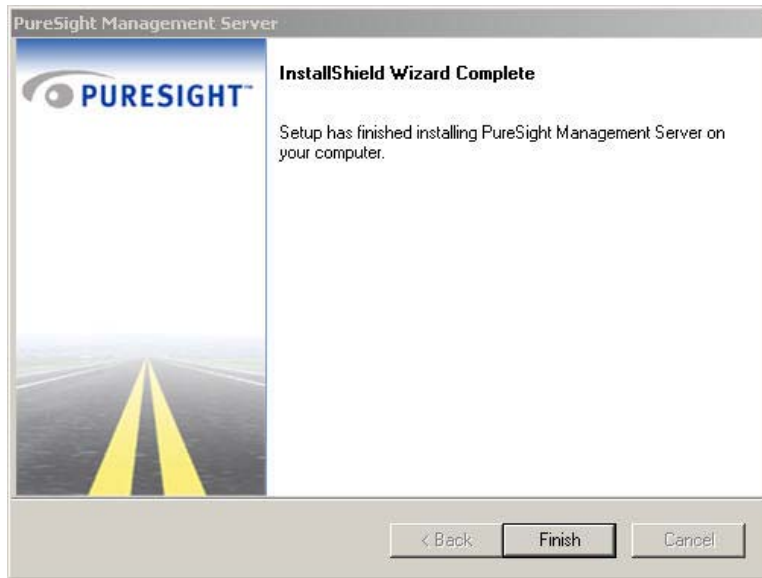 PureSight Management Server
PURESIGHT™
InstallShield Wizard Complete
Setup has finished installing PureSight Management Server on
your computer.
< Back
Finish
Cancel